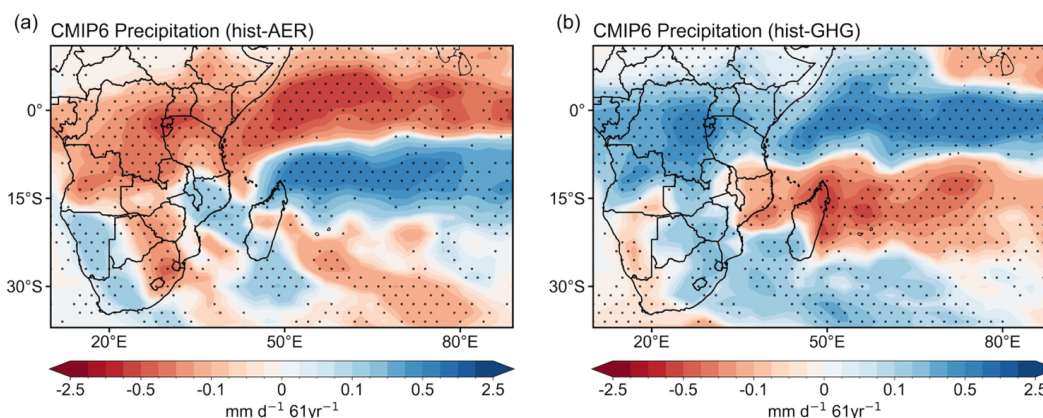 (a)
CMIP6 Precipitation (hist-AER)
0°
15°S
30°S
20°E
50°E
80°E
-2.5 -0.5 -0.1 0 0.1 0.5 2.5
mm d⁻¹ 61yr⁻¹
(b)
CMIP6 Precipitation (hist-GHG)
0°
15°S
30°S
20°E
50°E
80°E
-2.5 -0.5 -0.1 0 0.1 0.5 2.5
mm d⁻¹ 61yr⁻¹